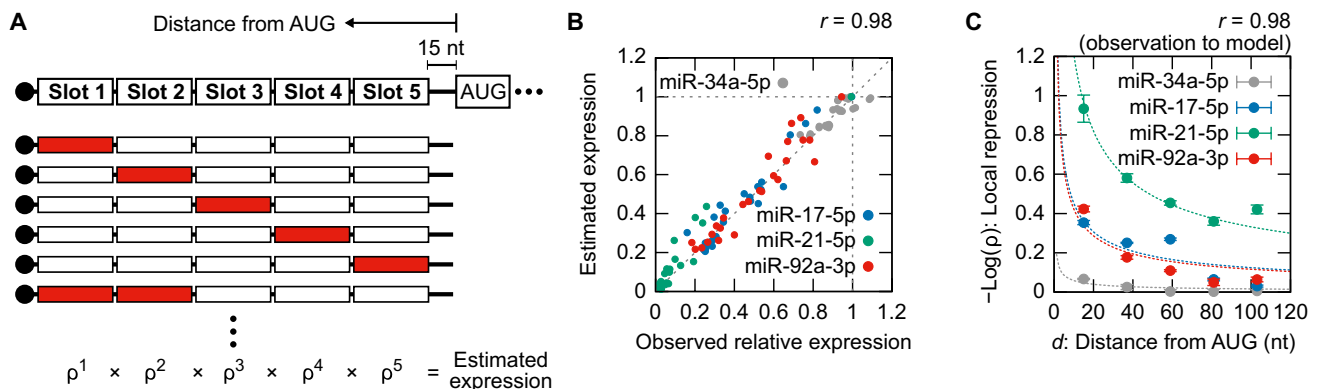 A
Distance from AUG
15 nt
Slot 1 Slot 2 Slot 3 Slot 4 Slot 5 AUG
ρ¹ × ρ² × ρ³ × ρ⁴ × ρ⁵ = Estimated expression
B
r = 0.98
Estimated expression
1.2
1
0.8
0.6
0.4
0.2
0
miR-34a-5p
miR-17-5p
miR-21-5p
miR-92a-3p
0 0.2 0.4 0.6 0.8 1 1.2
Observed relative expression
C
r = 0.98
(observation to model)
−Log(ρ): Local repression
1.2
1
0.8
0.6
0.4
0.2
0
miR-34a-5p
miR-17-5p
miR-21-5p
miR-92a-3p
0 20 40 60 80 100 120
d: Distance from AUG (nt)